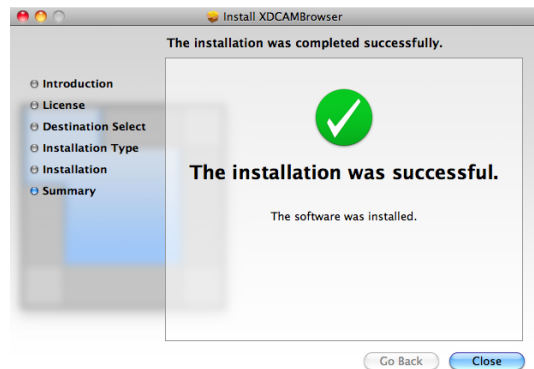 Install XDCAMBrowser
The installation was completed successfully.
Introduction
License
Destination Select
Installation Type
Installation
Summary
The installation was successful.
The software was installed.
Go Back
Close